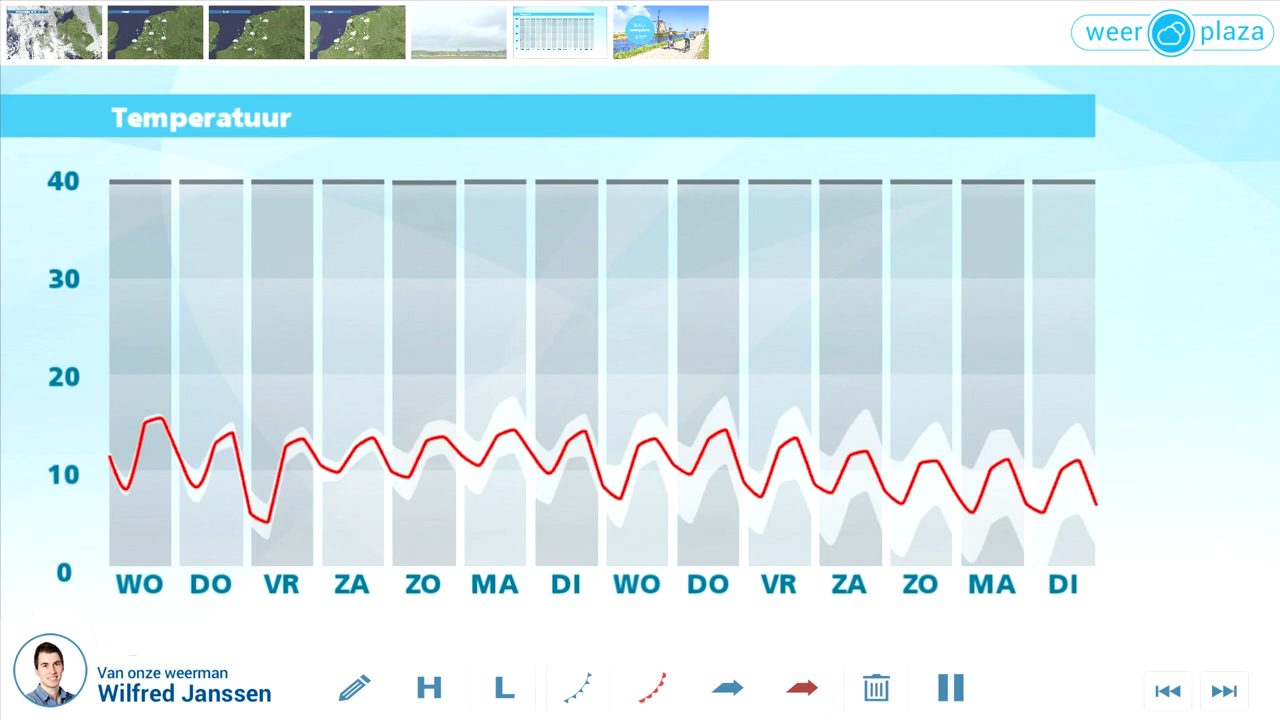 weer plaza
Temperatuur
40
30
20
10
0
WO DO VR ZA ZO MA DI WO DO VR ZA ZO MA DI
Van onze weerman
Wilfred Janssen
H L